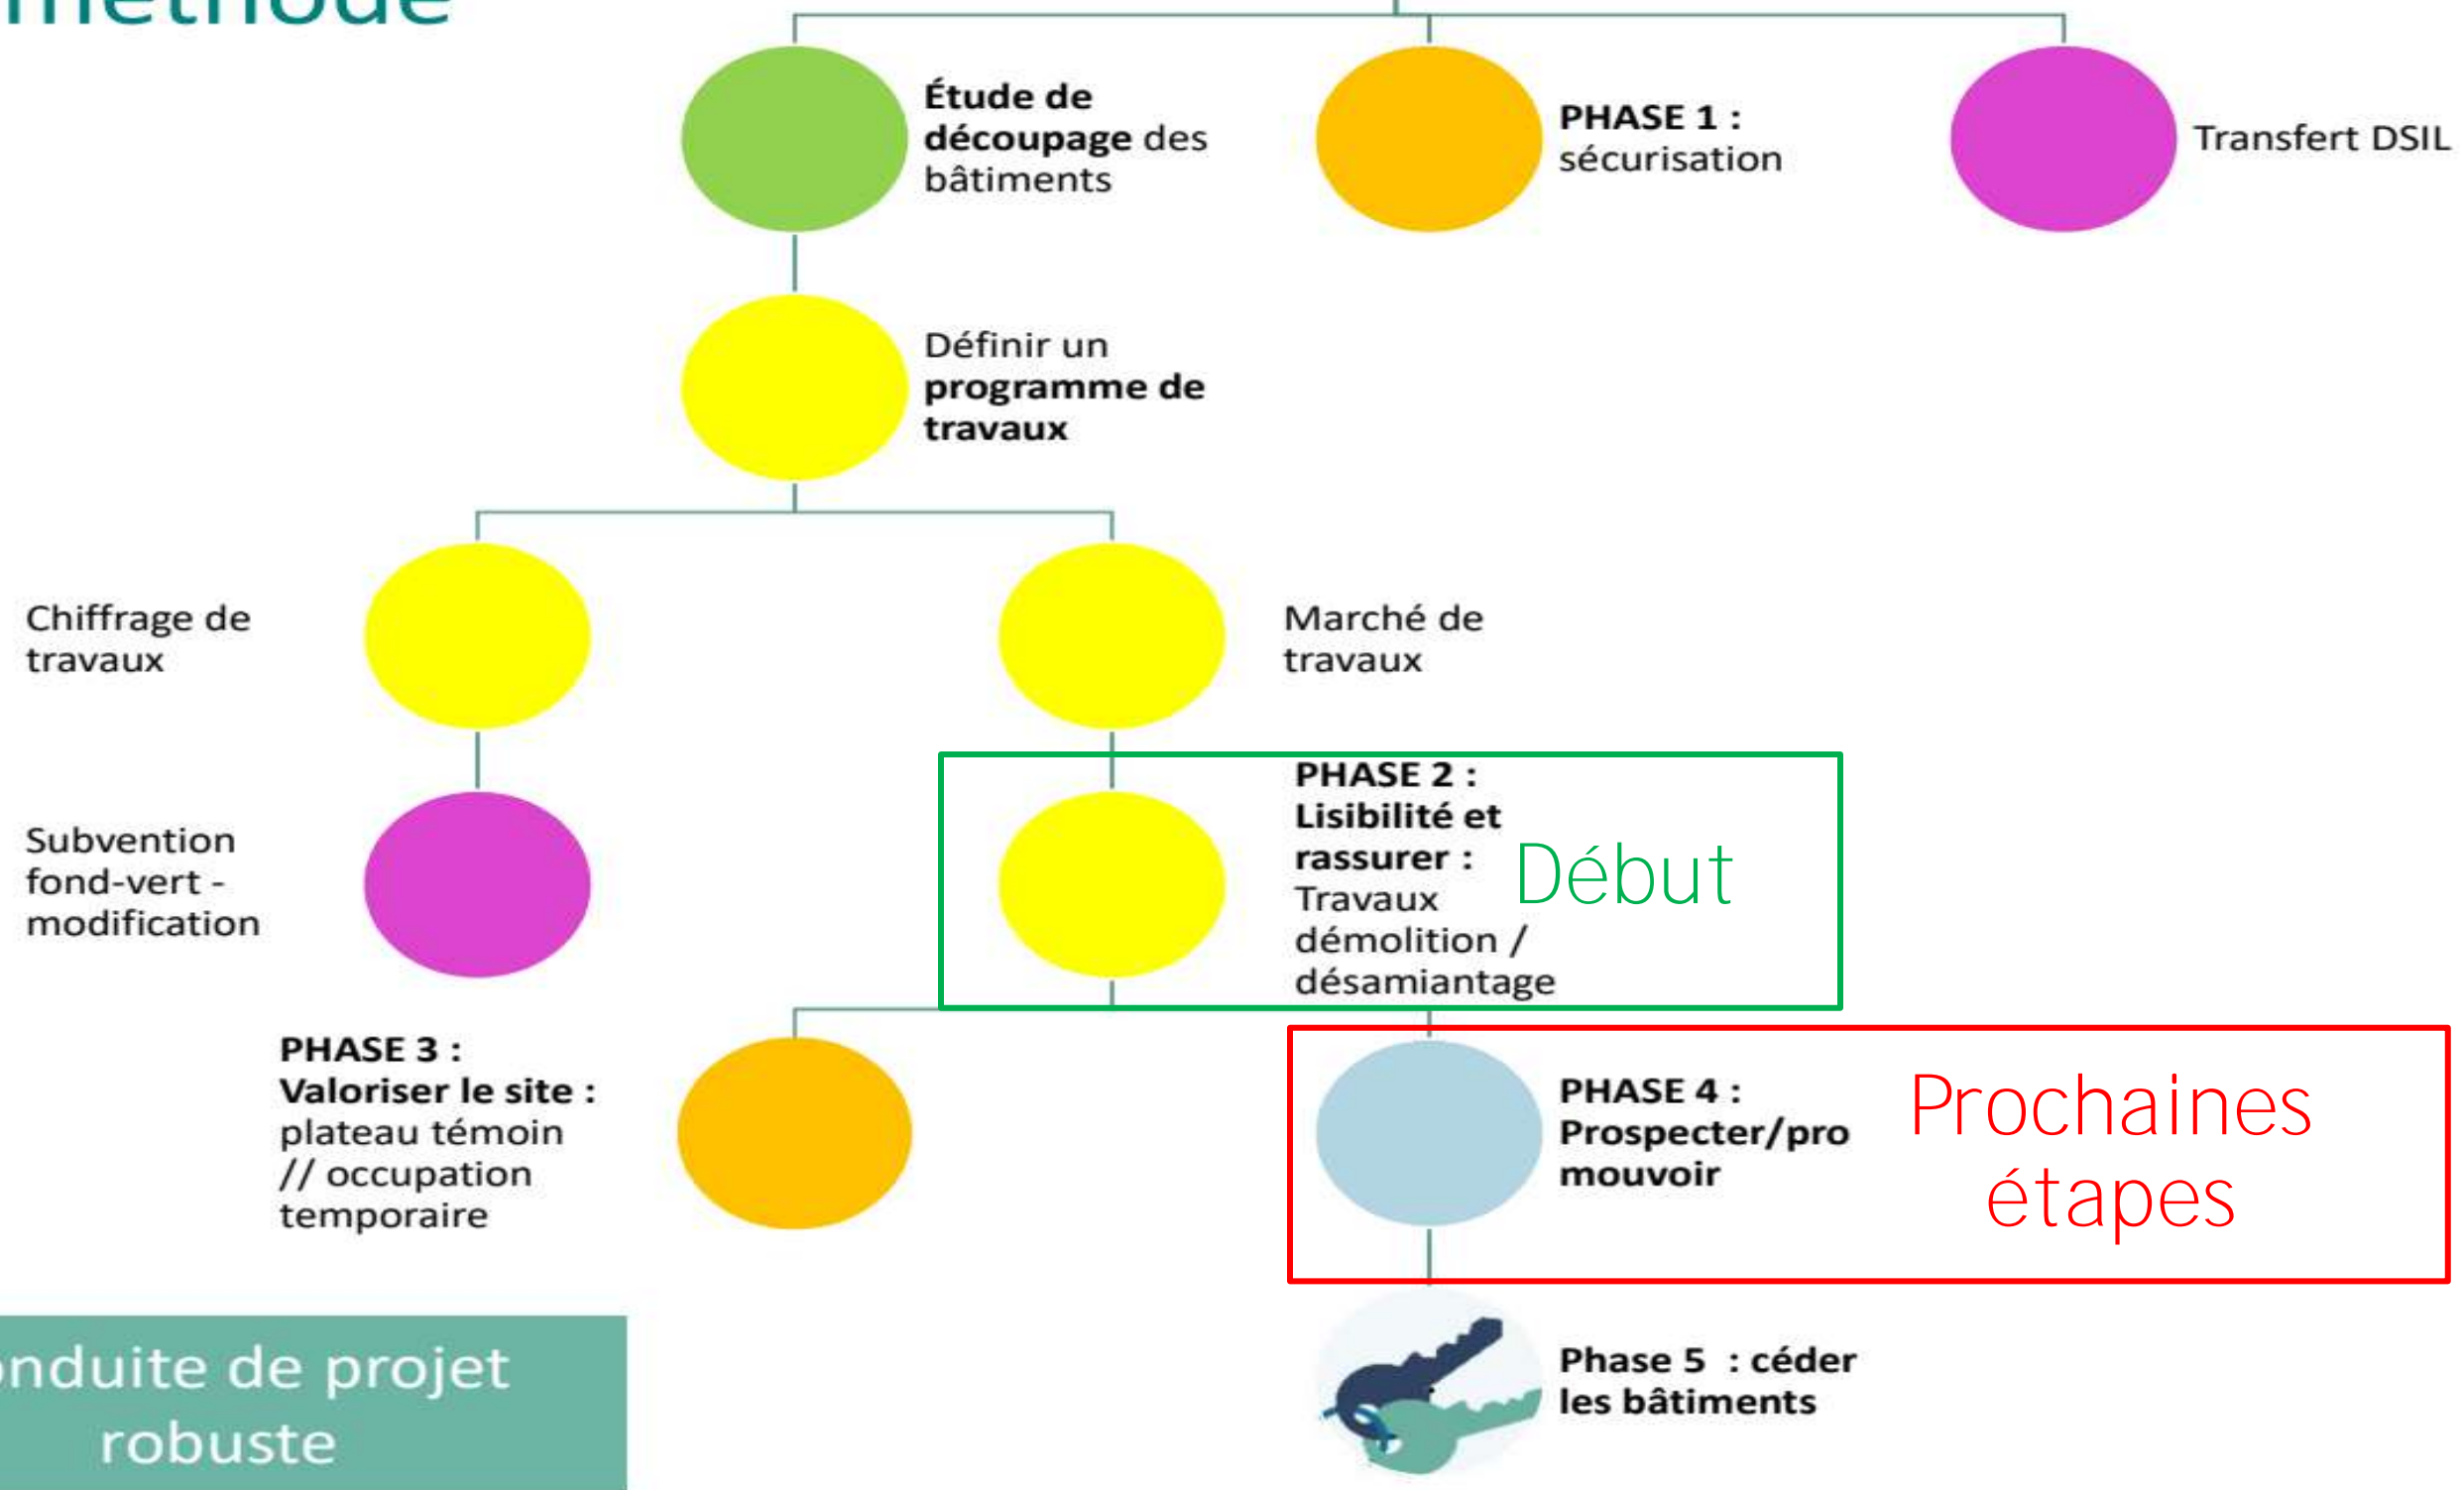 méthode
Étude de
découpage des
bâtiments
PHASE 1 :
sécurisation
Transfert DSIL
Définir un
programme de
travaux
Chiffrage de
travaux
Marché de
travaux
Subvention
fond-vert -
modification
PHASE 2 :
Lisibilité et
rassurer :
Travaux
démolition /
désamiantage
Début
PHASE 3 :
Valoriser le site :
plateau témoin
// occupation
temporaire
PHASE 4 :
Prospecter/pro
mouvoir
Prochaines
étapes
onduite de projet
robuste
Phase 5  : céder
les bâtiments